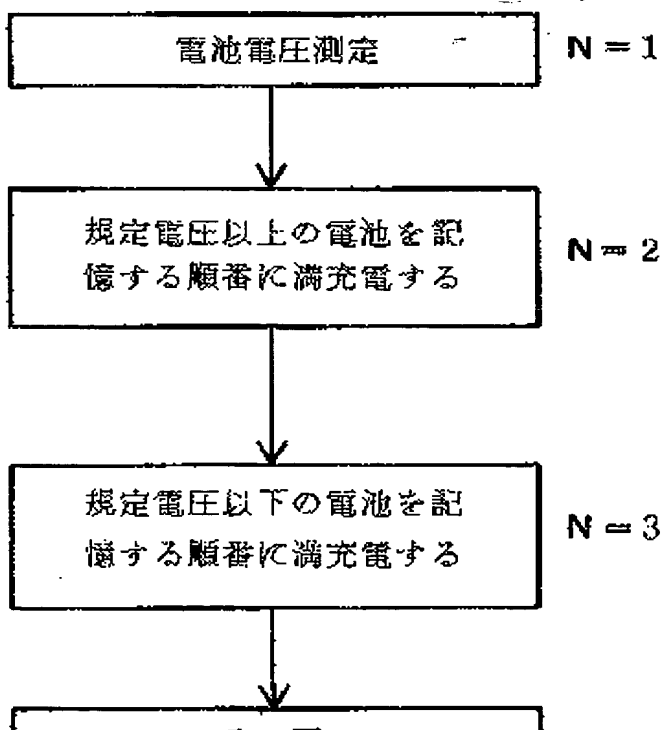 電池電圧測定
N=1
規定電圧以上の電池を記
憶する順番に満充電する
N=2
規定電圧以下の電池を記
憶する順番に満充電する
N=3